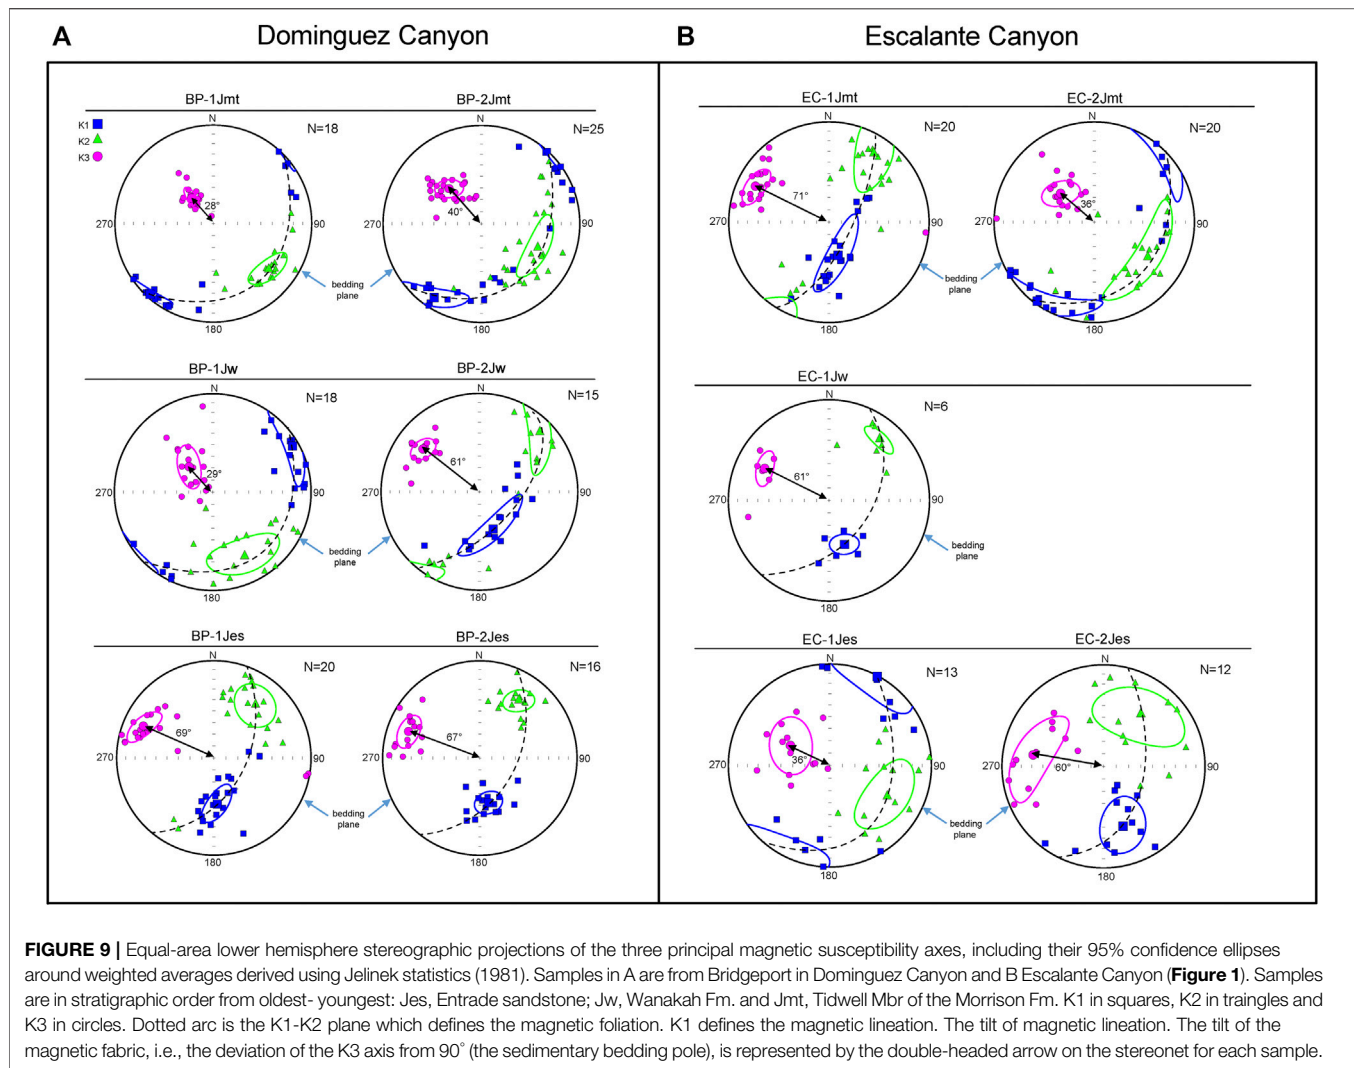 A Dominguez Canyon
B Escalante Canyon
BP-1Jmt
BP-2Jmt
EC-1Jmt
EC-2Jmt
K1
K2
K3
N
N=18
28°
270
90
180
N
N=25
40°
270
90
180
bedding
plane
N
N=20
71°
270
90
180
N
N=20
36°
270
90
180
bedding
plane
BP-1Jw
BP-2Jw
EC-1Jw
N
N=18
29°
270
90
180
N
N=15
61°
270
90
180
bedding
plane
N
N=6
61°
270
90
180
bedding
plane
BP-1Jes
BP-2Jes
EC-1Jes
EC-2Jes
N
N=20
69°
270
90
180
N
N=16
67°
270
90
180
bedding
plane
N
N=13
36°
270
90
180
N
N=12
60°
270
90
180
bedding
plane
FIGURE 9 | Equal-area lower hemisphere stereographic projections of the three principal magnetic susceptibility axes, including their 95% confidence ellipses
around weighted averages derived using Jelinek statistics (1981). Samples in A are from Bridgeport in Dominguez Canyon and B Escalante Canyon (Figure 1). Samples
are in stratigraphic order from oldest- youngest: Jes, Entrade sandstone; Jw, Wanakah Fm. and Jmt, Tidwell Mbr of the Morrison Fm. K1 in squares, K2 in traingles and
K3 in circles. Dotted arc is the K1-K2 plane which defines the magnetic foliation. K1 defines the magnetic lineation. The tilt of magnetic lineation. The tilt of the
magnetic fabric, i.e., the deviation of the K3 axis from 90° (the sedimentary bedding pole), is represented by the double-headed arrow on the stereonet for each sample.